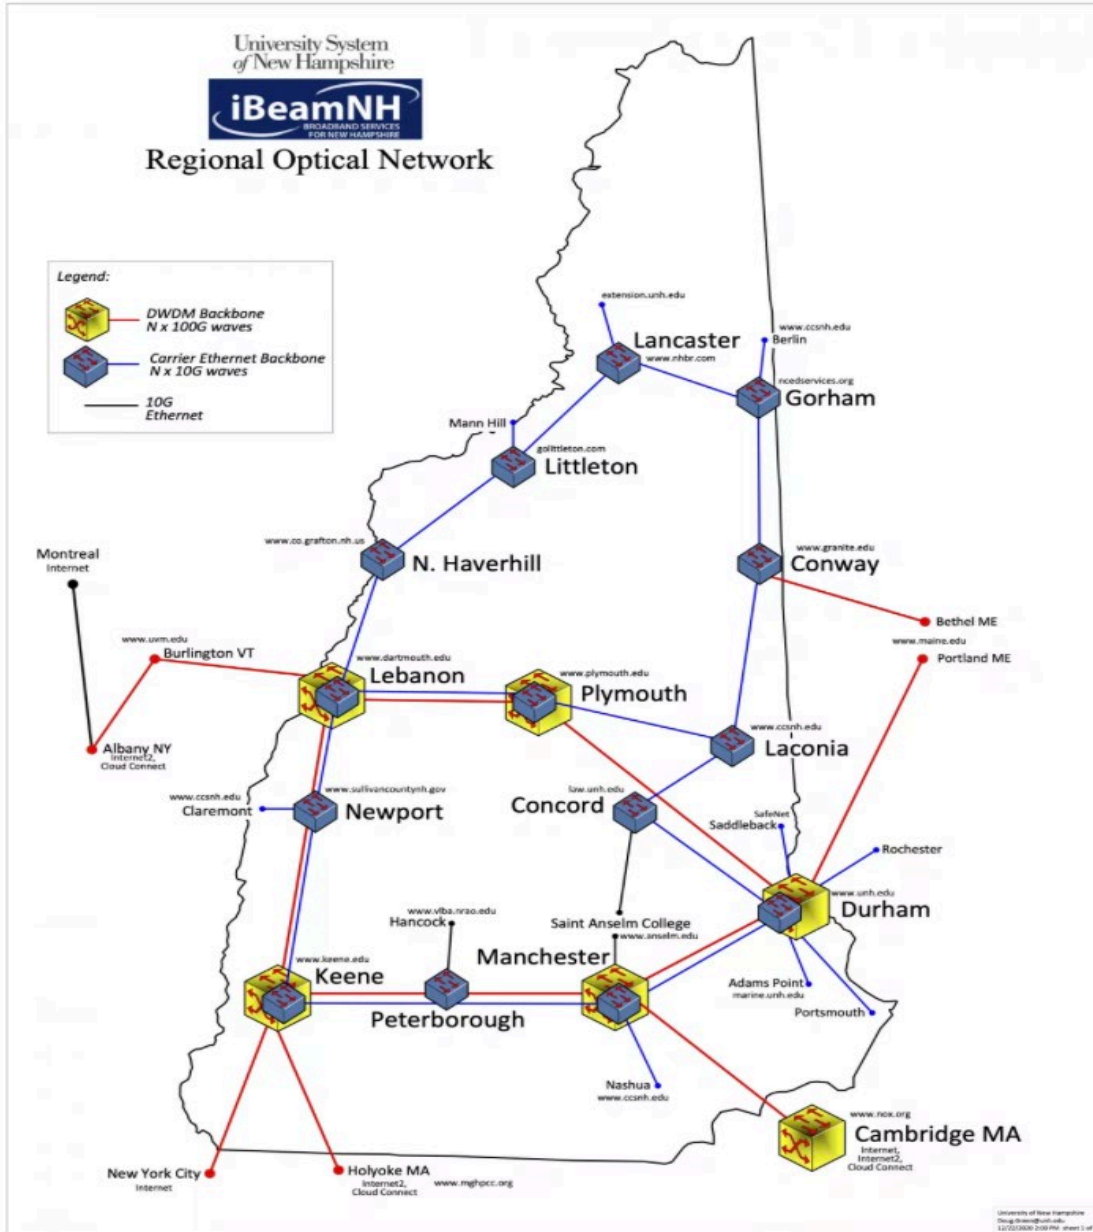 University System
of New Hampshire
iBeamNH
BROADBAND SERVICES
FOR NEW HAMPSHIRE
Regional Optical Network
Legend:
DWDM Backbone
N x 100G waves
Carrier Ethernet Backbone
N x 10G waves
10G
Ethernet
extension.unh.edu
Lancaster
www.nhbr.com
www.ccsnh.edu
Berlin
ncedservices.org
Gorham
Mann Hill
golittleton.com
Littleton
www.co.grafton.nh.us
N. Haverhill
www.granite.edu
Conway
Montreal
Internet
Bethel ME
www.maine.edu
Portland ME
www.uvm.edu
Burlington VT
www.dartmouth.edu
Lebanon
www.plymouth.edu
Plymouth
Albany NY
Internet2,
Cloud Connect
www.ccsnh.edu
Laconia
www.ccsnh.edu
Claremont
www.sullivancountynh.gov
Newport
law.unh.edu
Concord
SafeNet
Saddleback
Rochester
www.unh.edu
Durham
www.vlba.nrao.edu
Hancock
Saint Anselm College
www.anselm.edu
Manchester
www.keene.edu
Keene
Peterborough
Adams Point
marine.unh.edu
Portsmouth
Nashua
www.ccsnh.edu
www.nox.org
Cambridge MA
Internet,
Internet2,
Cloud Connect
New York City
Internet
Holyoke MA
Internet2,
Cloud Connect
www.mghpcc.org
University of New Hampshire